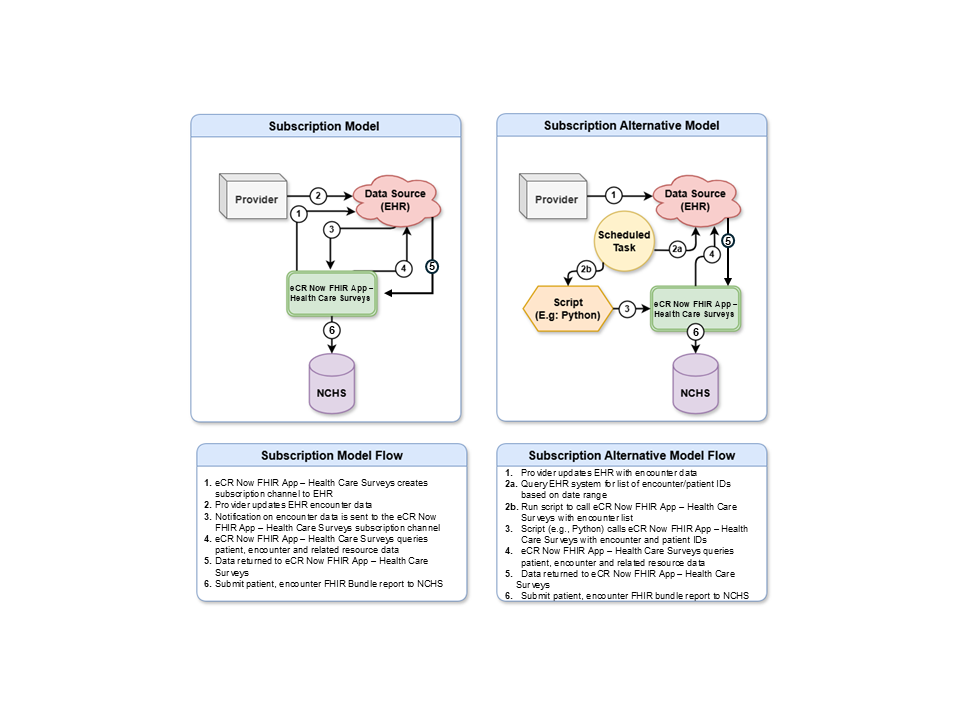 Subscription Model
Provider
2
Data Source
(EHR)
1
3
4
5
eCR Now FHIR App –
Health Care Surveys
6
NCHS
Subscription Alternative Model
Provider
1
Data Source
(EHR)
Scheduled
Task
2a
5
4
2b
Script
(E.g: Python)
3
eCR Now FHIR App –
Health Care Surveys
6
NCHS
Subscription Model Flow
1. eCR Now FHIR App – Health Care Surveys creates
subscription channel to EHR
2. Provider updates EHR encounter data
3. Notification on encounter data is sent to the eCR Now
FHIR App – Health Care Surveys subscription channel
4. eCR Now FHIR App – Health Care Surveys queries
patient, encounter and related resource data
5. Data returned to eCR Now FHIR App – Health Care
Surveys
6. Submit patient, encounter FHIR Bundle report to NCHS
Subscription Alternative Model Flow
1. Provider updates EHR with encounter data
2a. Query EHR system for list of encounter/patient IDs
based on date range
2b. Run script to call eCR Now FHIR App – Health Care
Surveys with encounter list
3. Script (e.g., Python) calls eCR Now FHIR App – Health
Care Surveys with encounter and patient IDs
4. eCR Now FHIR App – Health Care Surveys queries
patient, encounter and related resource data
5. Data returned to eCR Now FHIR App – Health Care
Surveys
6. Submit patient, encounter FHIR bundle report to NCHS